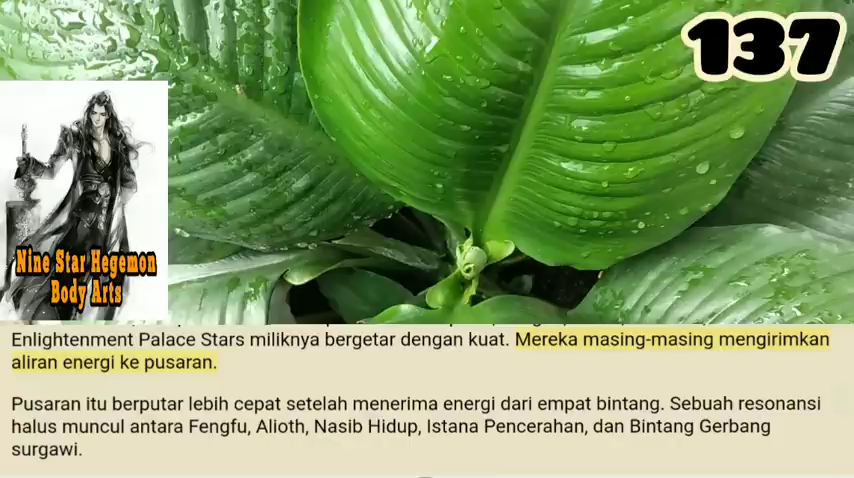 137
Nine Star Hegemon
Body Arts
Enlightenment Palace Stars miliknya bergetar dengan kuat. Mereka masing-masing mengirimkan
aliran energi ke pusaran.
Pusaran itu berputar lebih cepat setelah menerima energi dari empat bintang. Sebuah resonansi
halus muncul antara Fengfu, Alioth, Nasib Hidup, Istana Pencerahan, dan Bintang Gerbang
surgawi.